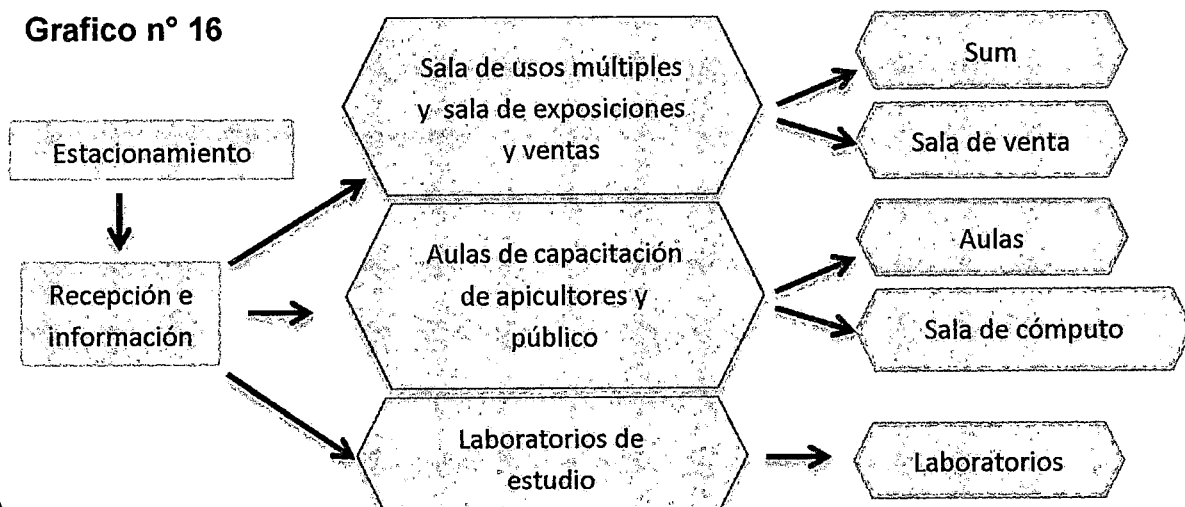 Grafico n° 16
Estacionamiento
Recepción e
información
Sala de usos múltiples
y sala de exposiciones
y ventas
Sum
Sala de venta
Aulas de capacitación
de apicultores y
público
Aulas
Sala de cómputo
Laboratorios de
estudio
Laboratorios